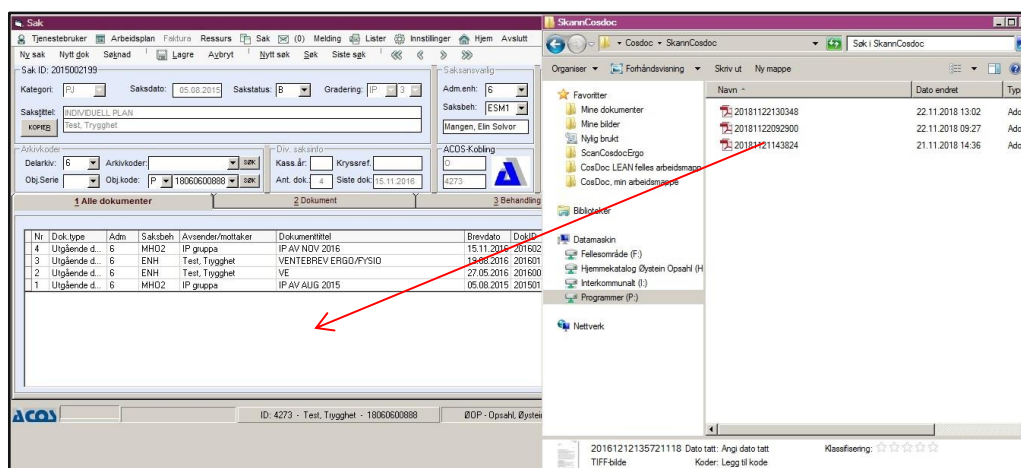 Sak
Tjenestebruker Arbeidsplan Faktura Ressurs Sak (0) Melding Lister Innstillinger Hjem Avslutt
Ny sak Nytt dok Søknad Lagre Avbryt Nytt søk Søk Siste søk
Sak ID: 2015002199
Saksansvarlig
Kategori: PJ Saksdato: 05.08.2015 Saksstatus: B Gradering: IP 3
Adm.enh: 6
Sakstittel: INDIVIDUELL PLAN
Saksbeh: ESM1
KOPIER Test, Trygghet
Mangen, Elin Solvor
Arkivkoder
Div. saksinfo
ACOS-Kobling
Delarkiv: 6 Arkivkoder: SØK Kass.år: Kryssref. 0
Obj.Serie Obj.kode: P 18060600888 SØK Ant. dok.: 4 Siste dok: 15.11.2016 4273
1 Alle dokumenter 2 Dokument 3 Behandling
Nr Dok.type Adm Saksbeh Avsender/mottaker Dokumenttittel Brevdato DokID
4 Utgående d... 6 MHO2 IP gruppa IP AV NOV 2016 15.11.2016 201602
3 Utgående d... 6 ENH Test, Trygghet VENTEBREV ERGO/FYSIO 19.08.2016 201601
2 Utgående d... 6 ENH Test, Trygghet VE 27.05.2016 201600
1 Utgående d... 6 MHO2 IP gruppa IP AV AUG 2015 05.08.2015 201501
ACOS ID: 4273 - Test, Trygghet - 18060600888 ØOP - Opsahl, Øystein
SkannCosdoc
Cosdoc SkannCosdoc Søk i SkannCosdoc
Organiser Forhåndsvisning Skriv ut Ny mappe
Favoritter
Mine dokumenter
Mine bilder
Nylig brukt
ScanCosdocErgo
CosDoc LEAN felles arbeidsmapp
CosDoc, min arbeidsmappe
Biblioteker
Datamaskin
Fellesområde (F:)
Hjemmekatalog Øystein Opsahl (H
Interkommunalt (I:)
Programmer (P:)
Nettverk
Navn Dato endret Typ
20181122130348 22.11.2018 13:02 Ado
20181122092900 22.11.2018 09:27 Ado
20181121143824 21.11.2018 14:36 Ado
20161212135721118 Dato tatt: Angi dato tatt Klassifisering:
TIFF-bilde Koder: Legg til kode